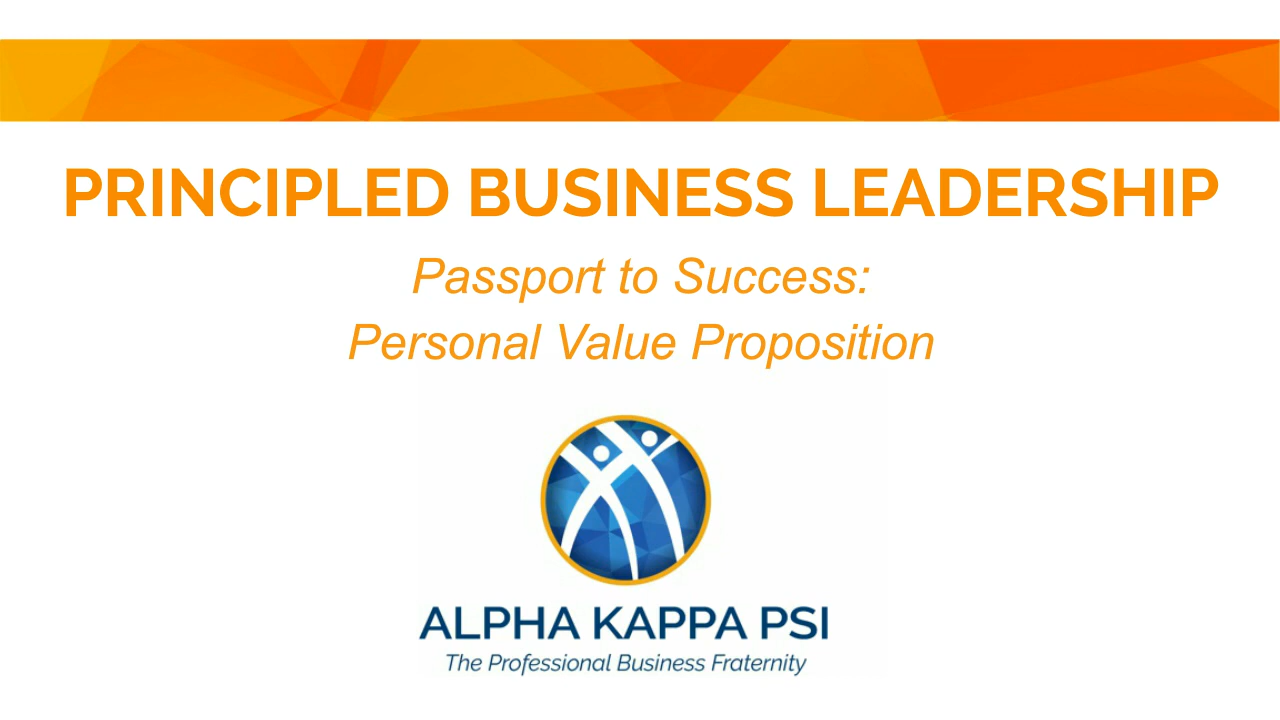 PRINCIPLED BUSINESS LEADERSHIP
Passport to Success:
Personal Value Proposition
ALPHA KAPPA PSI
The Professional Business Fraternity